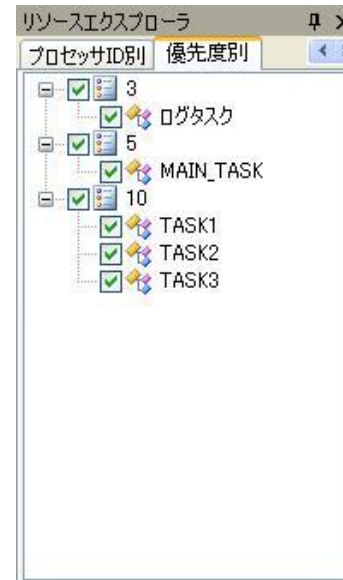 リソースエクスプローラ
プロセッサID別 優先度別
3
ログタスク
5
MAIN_TASK
10
TASK1
TASK2
TASK3